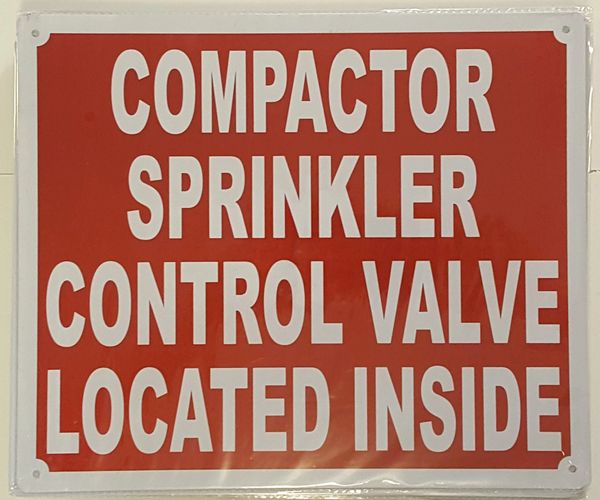 COMPACTOR
SPRINKLER
CONTROL VALVE
LOCATED INSIDE